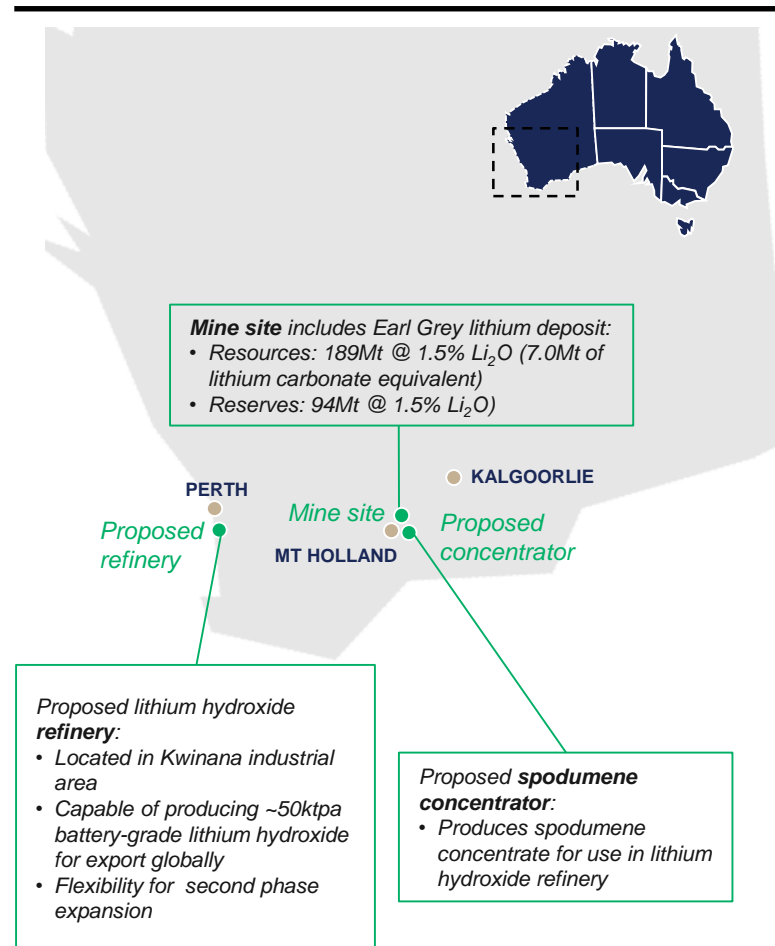 Mine site includes Earl Grey lithium deposit:
• Resources: 189Mt @ 1.5% Li₂O (7.0Mt of
lithium carbonate equivalent)
• Reserves: 94Mt @ 1.5% Li₂O)
KALGOORLIE
PERTH
Mine site
Proposed
refinery
Proposed
concentrator
MT HOLLAND
Proposed lithium hydroxide
refinery:
• Located in Kwinana industrial
area
• Capable of producing ~50ktpa
battery-grade lithium hydroxide
for export globally
• Flexibility for  second phase
expansion
Proposed spodumene
concentrator:
• Produces spodumene
concentrate for use in lithium
hydroxide refinery